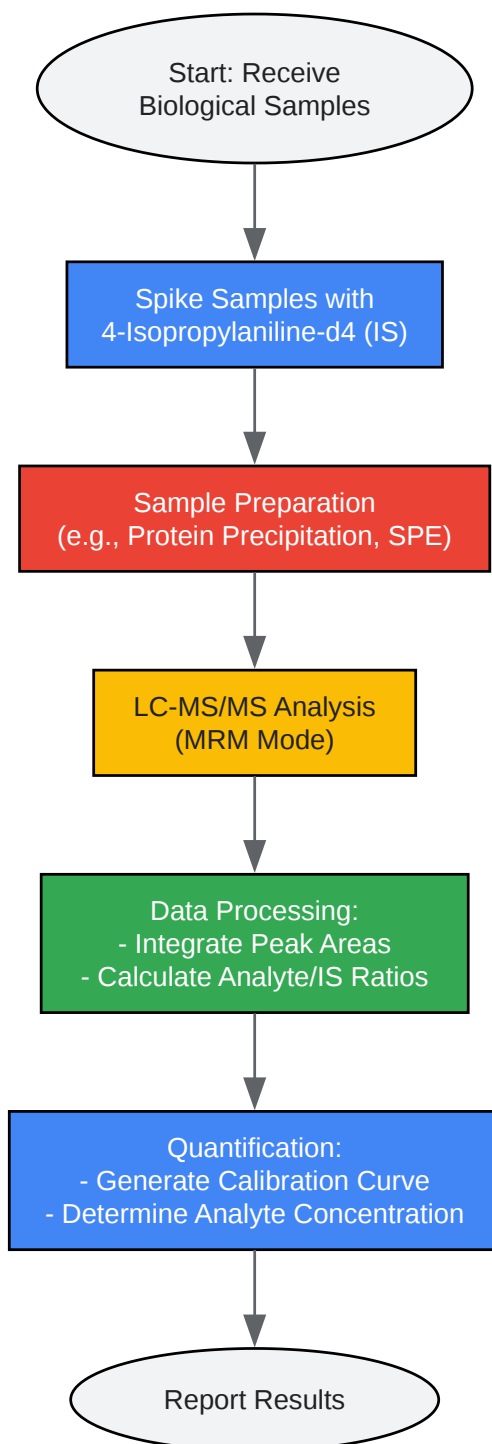 Start: Receive
Biological Samples
Spike Samples with
4-Isopropylaniline-d4 (IS)
Sample Preparation
(e.g., Protein Precipitation, SPE)
LC-MS/MS Analysis
(MRM Mode)
Data Processing:
- Integrate Peak Areas
- Calculate Analyte/IS Ratios
Quantification:
- Generate Calibration Curve
- Determine Analyte Concentration
Report Results